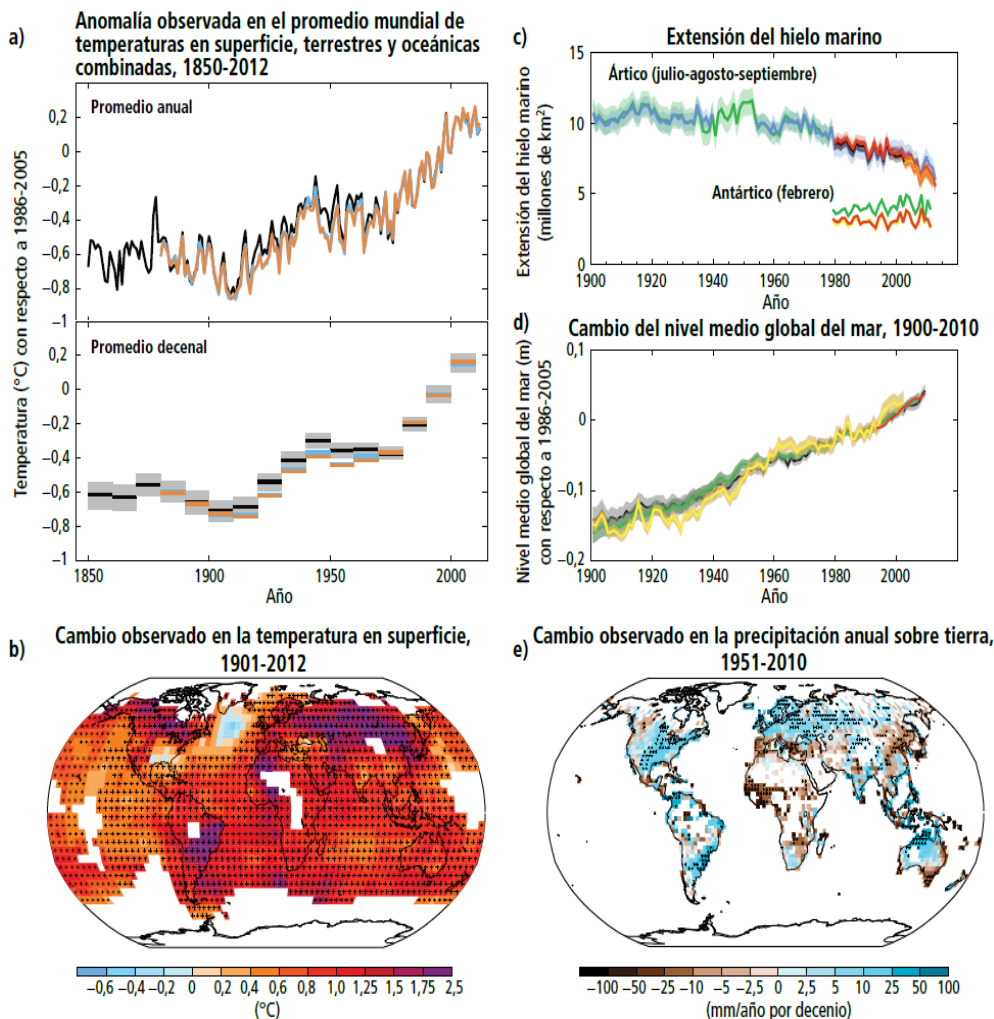 a)
Anomalía observada en el promedio mundial de
temperaturas en superficie, terrestres y oceánicas
combinadas, 1850-2012
Promedio anual
0,2
0
−0,2
−0,4
−0,6
−0,8
−1
Promedio decenal
0,2
0
−0,2
−0,4
−0,6
−0,8
−1
Temperatura (°C) con respecto a 1986-2005
1850 1900 1950 2000
Año
c)
Extensión del hielo marino
Ártico (julio-agosto-septiembre)
Antártico (febrero)
15
10
5
0
Extensión del hielo marino
(millones de km²)
1900 1920 1940 1960 1980 2000
Año
d)
Cambio del nivel medio global del mar, 1900-2010
0,1
0
−0,1
−0,2
Nivel medio global del mar (m)
con respecto a 1986-2005
1900 1920 1940 1960 1980 2000
Año
b)
Cambio observado en la temperatura en superficie,
1901-2012
−0,6 −0,4 −0,2 0 0,2 0,4 0,6 0,8 1,0 1,25 1,5 1,75 2,5
(°C)
e)
Cambio observado en la precipitación anual sobre tierra,
1951-2010
−100 −50 −25 −10 −5 −2,5 0 2,5 5 10 25 50 100
(mm/año por decenio)